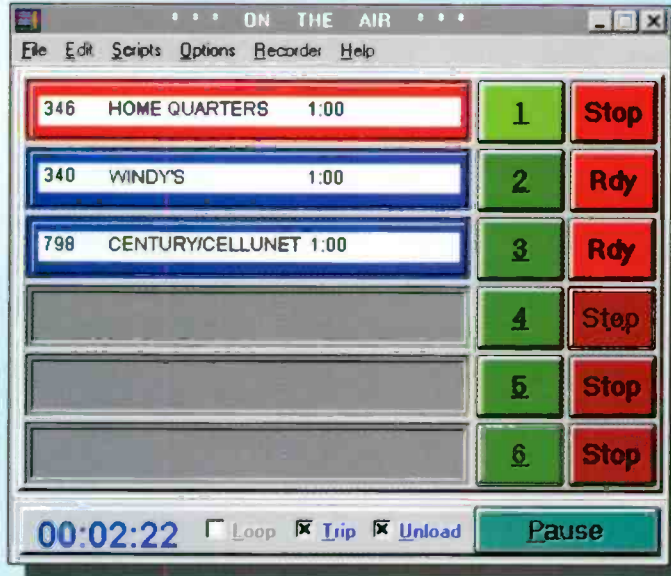 * * * ON THE AIR * * *
File Edit Scripts Options Recorder Help
346 HOME QUARTERS 1:00 1 Stop
340 WINDY'S 1:00 2 Rdy
798 CENTURY/CELLUNET 1:00 3 Rdy
4 Stop
5 Stop
6 Stop
00:02:22 Loop Trip Unload Pause